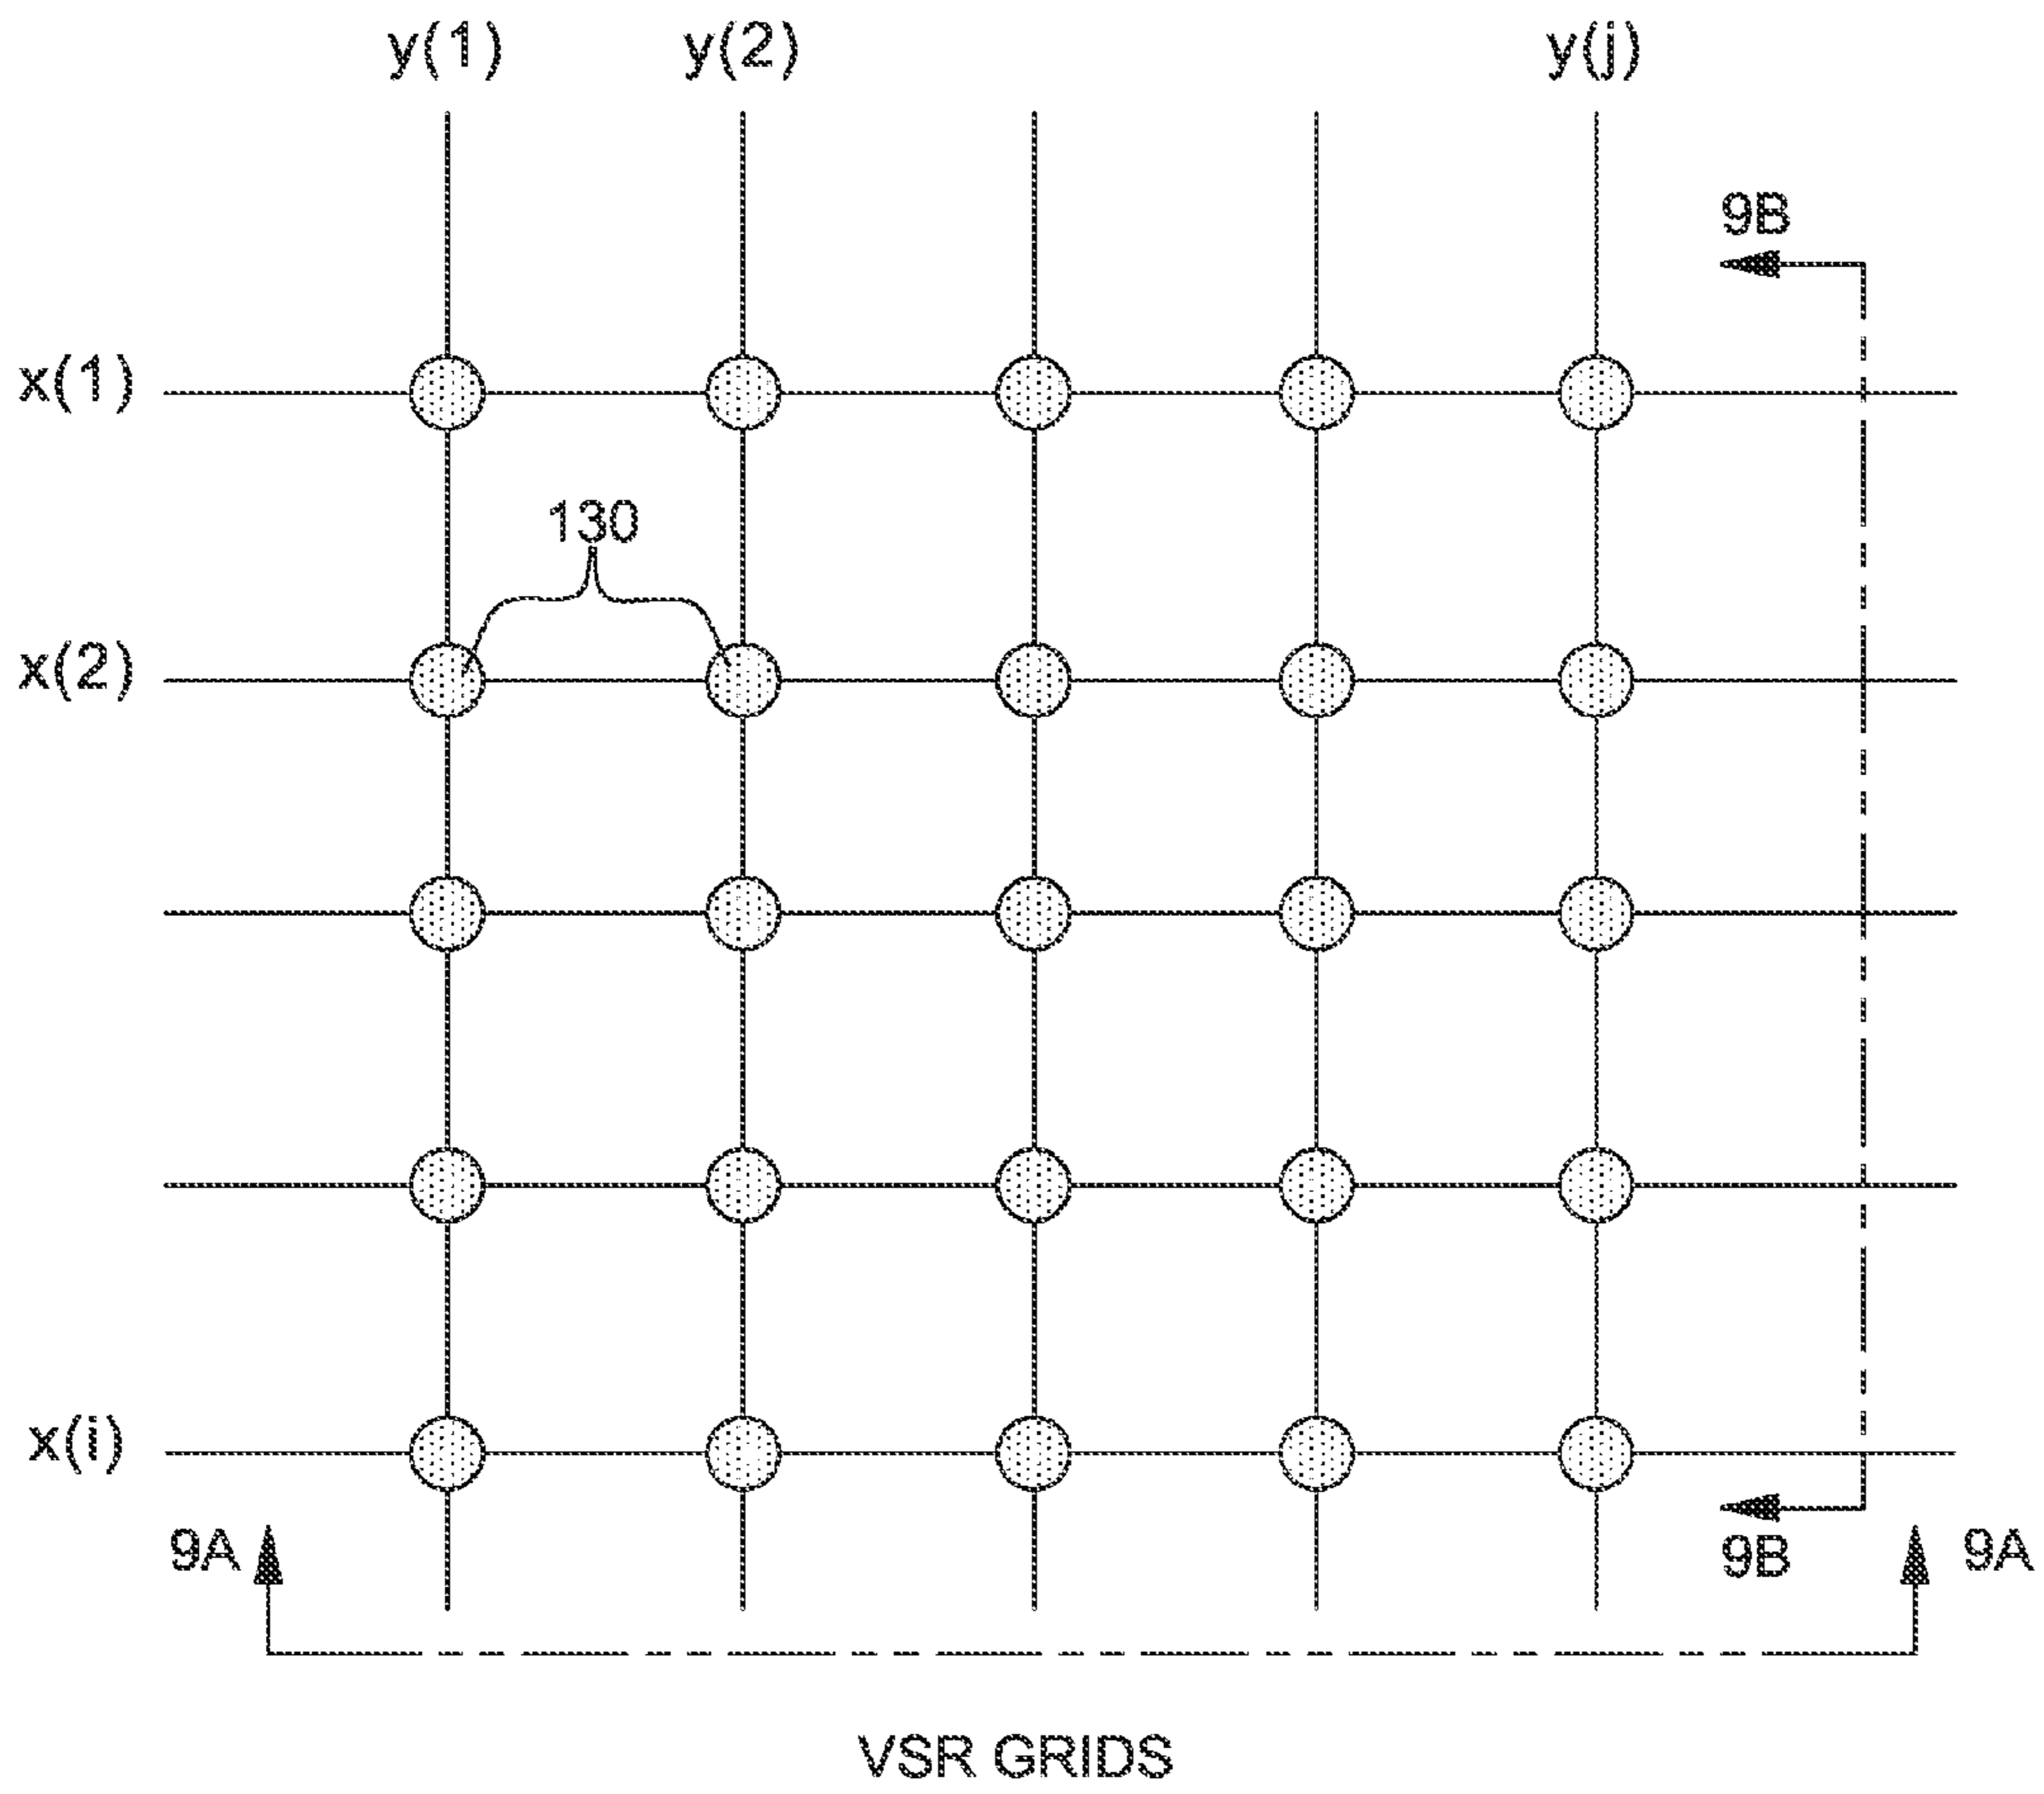 y(1) y(2) y(j)
9B
x(1)
130
x(2)
x(i)
9A 9B 9A
VSR GRIDS